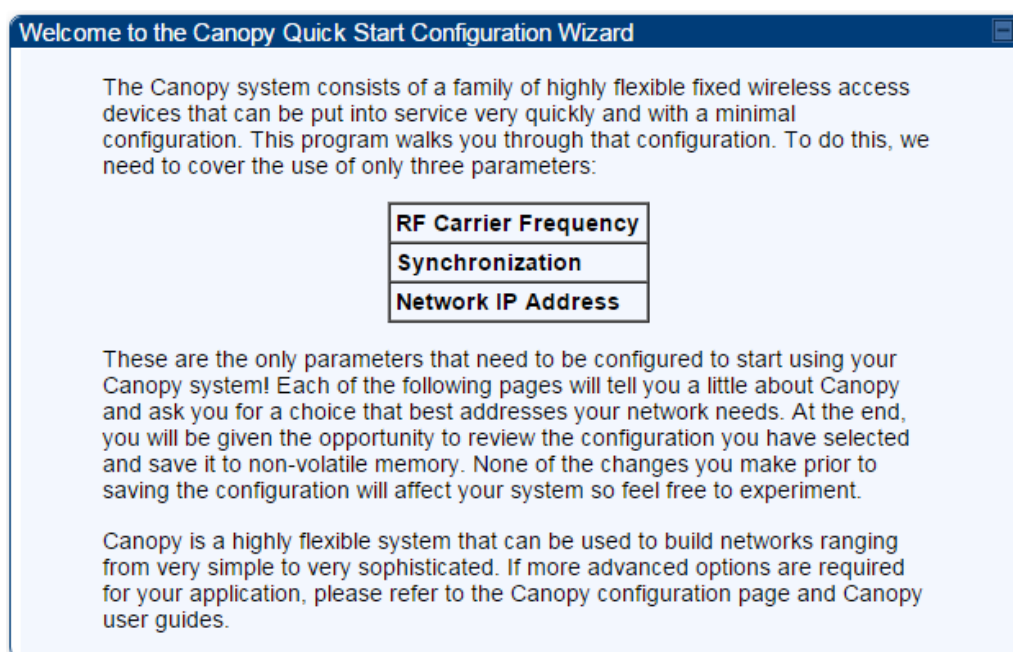 Welcome to the Canopy Quick Start Configuration Wizard
The Canopy system consists of a family of highly flexible fixed wireless access
devices that can be put into service very quickly and with a minimal
configuration. This program walks you through that configuration. To do this, we
need to cover the use of only three parameters:
RF Carrier Frequency
Synchronization
Network IP Address
These are the only parameters that need to be configured to start using your
Canopy system! Each of the following pages will tell you a little about Canopy
and ask you for a choice that best addresses your network needs. At the end,
you will be given the opportunity to review the configuration you have selected
and save it to non-volatile memory. None of the changes you make prior to
saving the configuration will affect your system so feel free to experiment.
Canopy is a highly flexible system that can be used to build networks ranging
from very simple to very sophisticated. If more advanced options are required
for your application, please refer to the Canopy configuration page and Canopy
user guides.